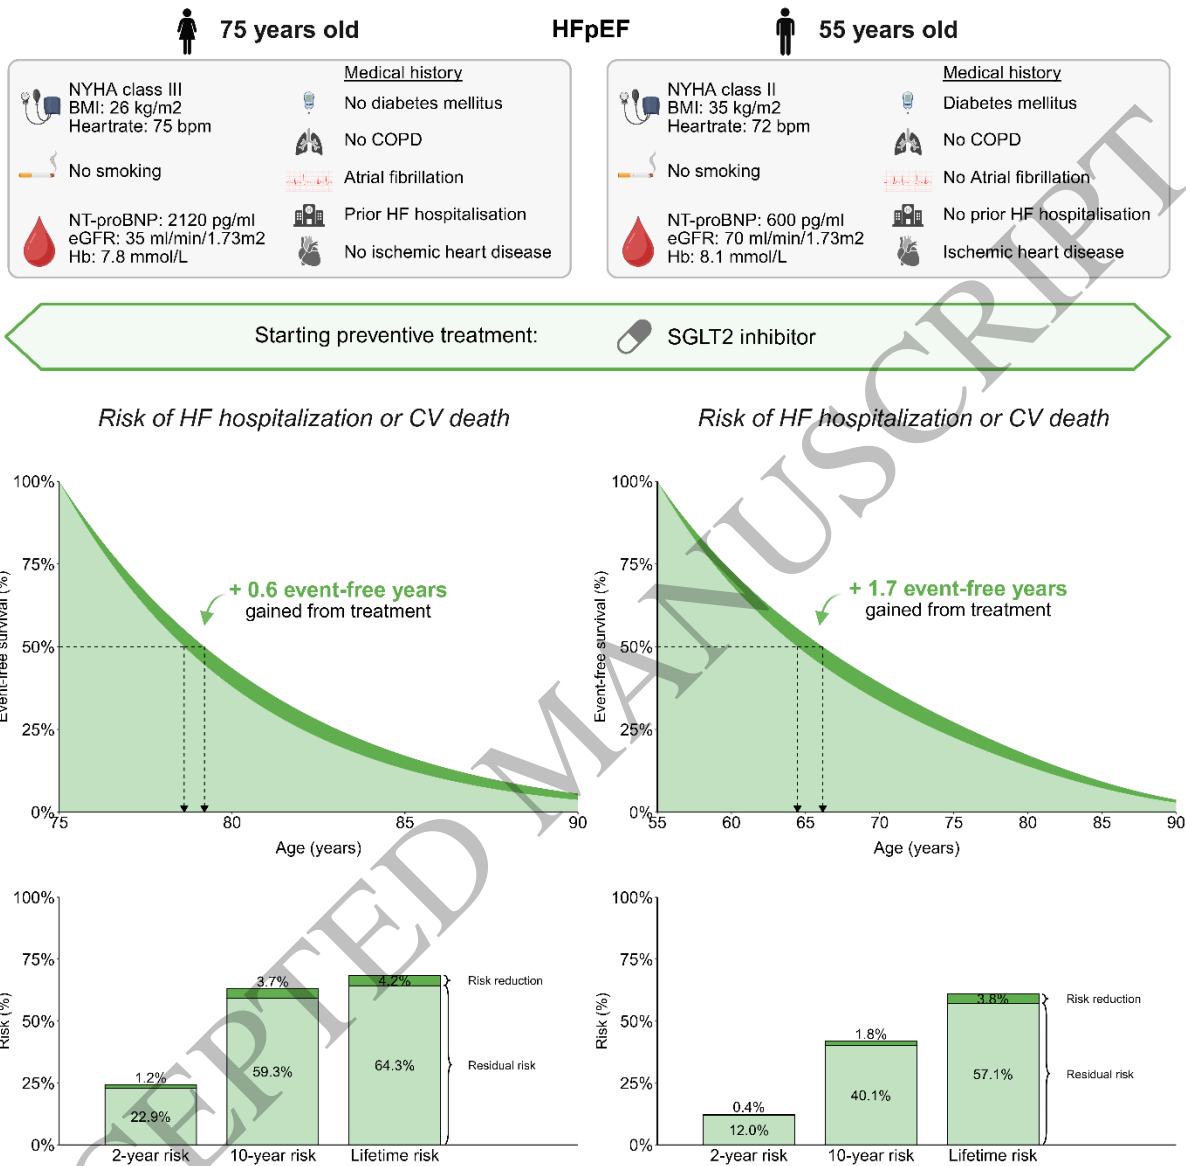 75 years old
HFpEF
55 years old
NYHA class III
BMI: 26 kg/m2
Heartrate: 75 bpm
No smoking
NT-proBNP: 2120 pg/ml
eGFR: 35 ml/min/1.73m2
Hb: 7.8 mmol/L
Medical history
No diabetes mellitus
No COPD
Atrial fibrillation
Prior HF hospitalisation
No ischemic heart disease
NYHA class II
BMI: 35 kg/m2
Heartrate: 72 bpm
No smoking
NT-proBNP: 600 pg/ml
eGFR: 70 ml/min/1.73m2
Hb: 8.1 mmol/L
Medical history
Diabetes mellitus
No COPD
No Atrial fibrillation
No prior HF hospitalisation
Ischemic heart disease
Starting preventive treatment: SGLT2 inhibitor
Risk of HF hospitalization or CV death
100%
75%
50%
25%
0%
Event-free survival (%)
+ 0.6 event-free years
gained from treatment
75 80 85 90
Age (years)
Risk of HF hospitalization or CV death
100%
75%
50%
25%
0%
Event-free survival (%)
+ 1.7 event-free years
gained from treatment
55 60 65 70 75 80 85 90
Age (years)
100%
75%
50%
25%
0%
Risk (%)
1.2%
22.9%
3.7%
59.3%
4.2%
64.3%
Risk reduction
Residual risk
2-year risk 10-year risk Lifetime risk
100%
75%
50%
25%
0%
Risk (%)
0.4%
12.0%
1.8%
40.1%
3.8%
57.1%
Risk reduction
Residual risk
2-year risk 10-year risk Lifetime risk
CEPTED MANUSCRIPT